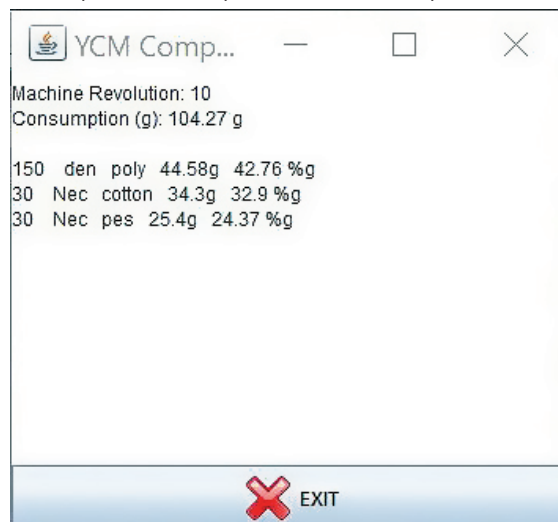 YCM Comp...
Machine Revolution: 10
Consumption (g): 104.27 g
150 den poly 44.58g 42.76 %g
30 Nec cotton 34.3g 32.9 %g
30 Nec pes 25.4g 24.37 %g
EXIT